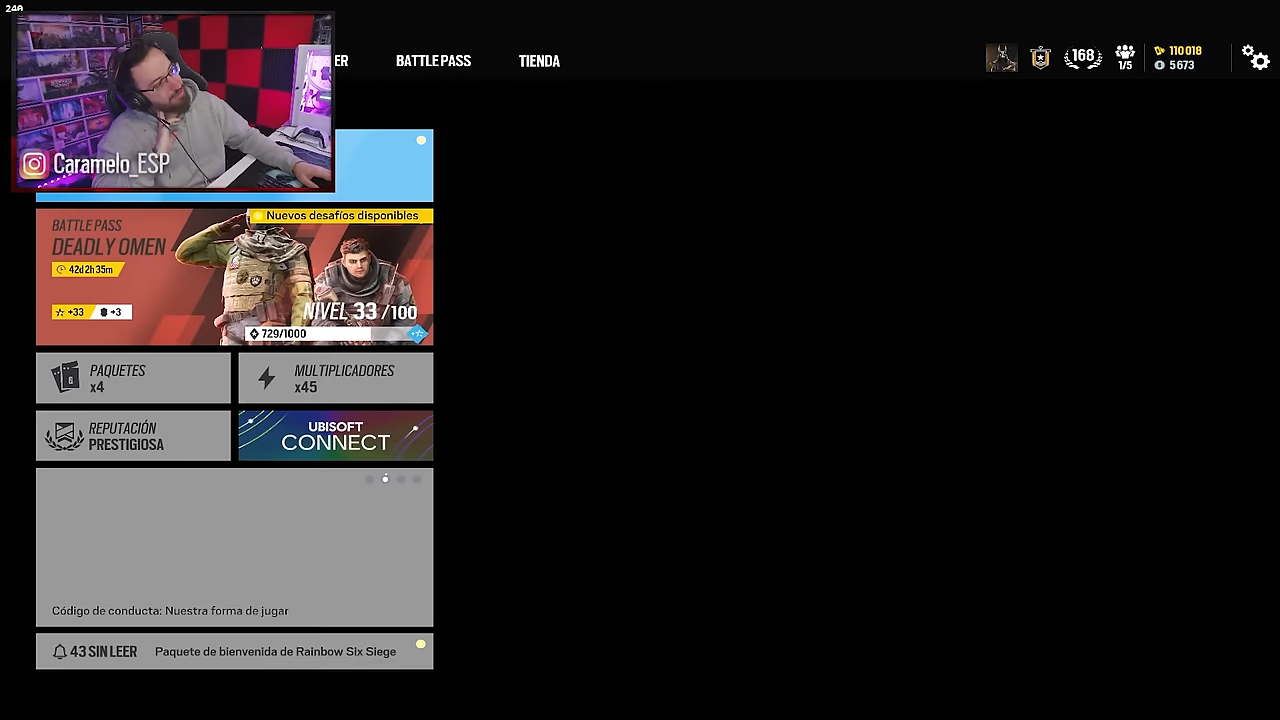 240
ER
BATTLE PASS
TIENDA
168
1/5
110 018
5 673
Caramelo_ESP
Nuevos desafíos disponibles
BATTLE PASS
DEADLY OMEN
42d 2h 35m
+33
+3
NIVEL 33 /100
729/1000
PAQUETES
x4
MULTIPLICADORES
x45
REPUTACIÓN
PRESTIGIOSA
UBISOFT
CONNECT
Código de conducta: Nuestra forma de jugar
43 SIN LEER
Paquete de bienvenida de Rainbow Six Siege